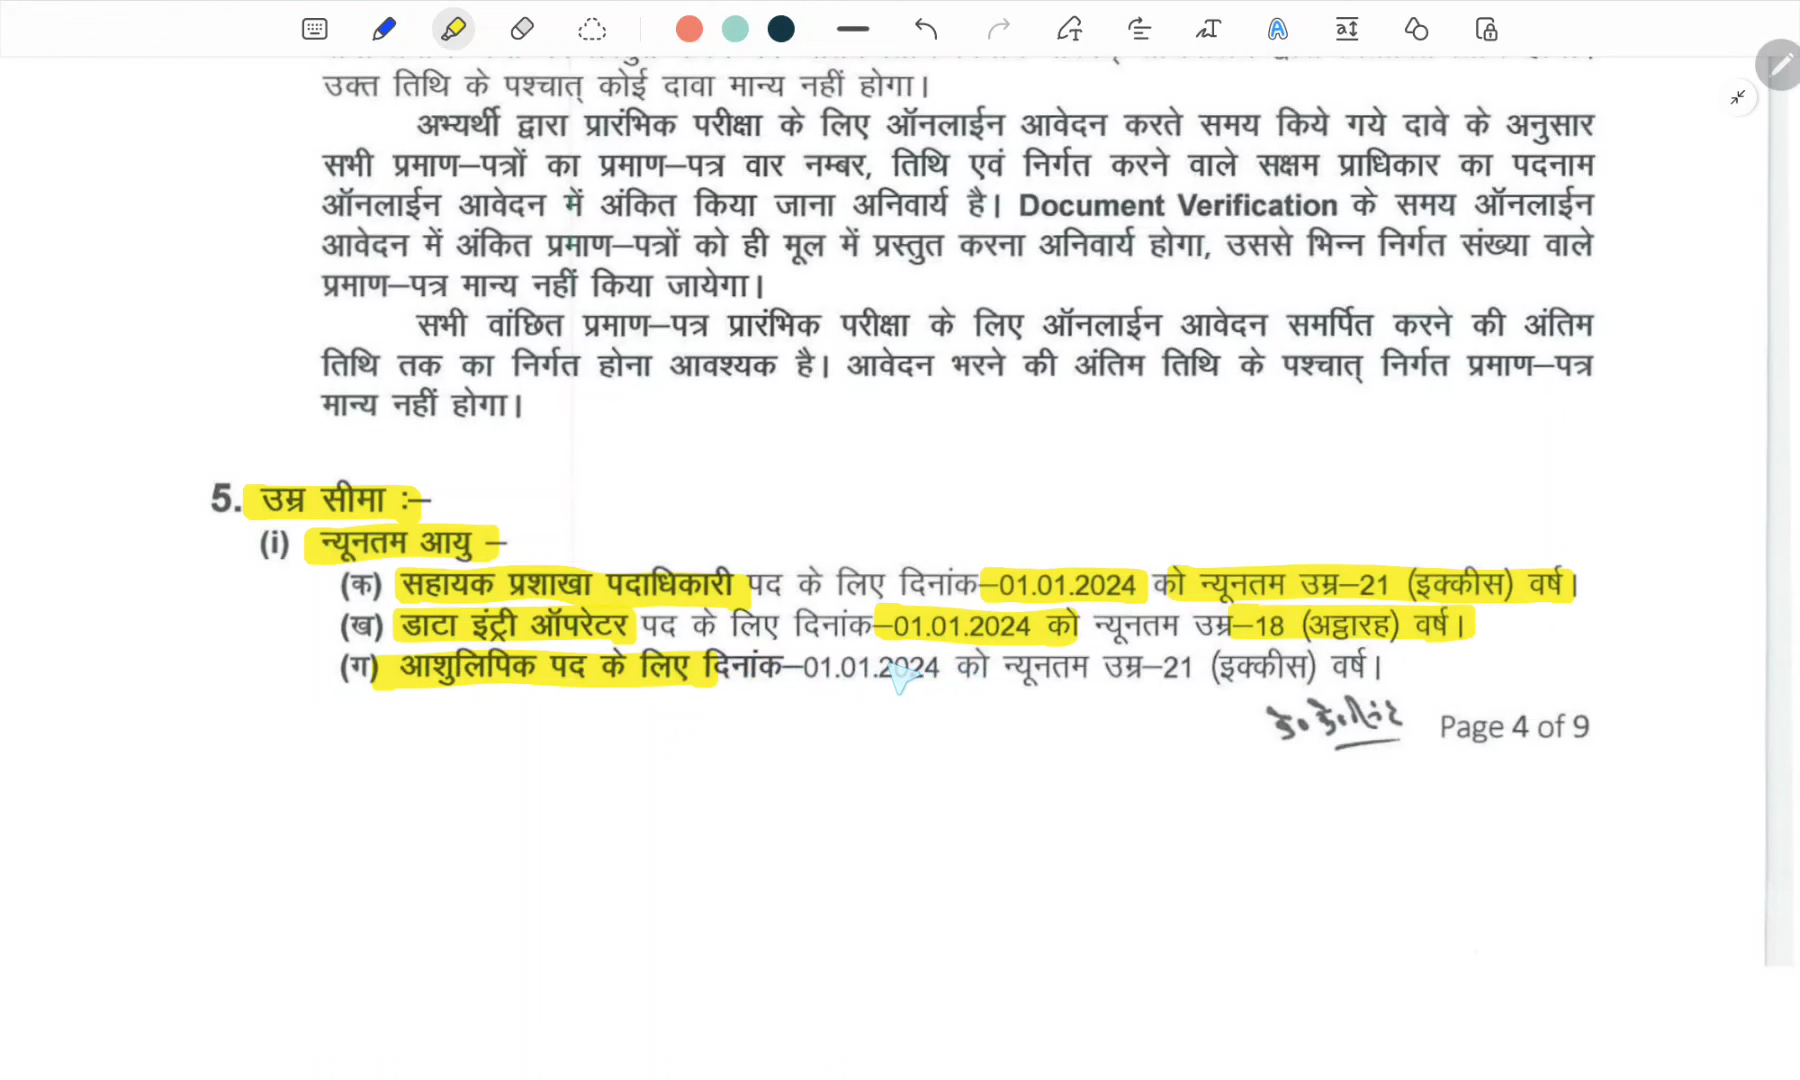 उक्त तिथि के पश्चात् कोई दावा मान्य नहीं होगा।
अभ्यर्थी द्वारा प्रारंभिक परीक्षा के लिए ऑनलाईन आवेदन करते समय किये गये दावे के अनुसार
सभी प्रमाण–पत्रों का प्रमाण–पत्र वार नम्बर, तिथि एवं निर्गत करने वाले सक्षम प्राधिकार का पदनाम
ऑनलाईन आवेदन में अंकित किया जाना अनिवार्य है। Document Verification के समय ऑनलाईन
आवेदन में अंकित प्रमाण–पत्रों को ही मूल में प्रस्तुत करना अनिवार्य होगा, उससे भिन्न निर्गत संख्या वाले
प्रमाण–पत्र मान्य नहीं किया जायेगा।
सभी वांछित प्रमाण–पत्र प्रारंभिक परीक्षा के लिए ऑनलाईन आवेदन समर्पित करने की अंतिम
तिथि तक का निर्गत होना आवश्यक है। आवेदन भरने की अंतिम तिथि के पश्चात् निर्गत प्रमाण–पत्र
मान्य नहीं होगा।
5. उम्र सीमा :–
(i) न्यूनतम आयु –
(क) सहायक प्रशाखा पदाधिकारी पद के लिए दिनांक–01.01.2024 को न्यूनतम उम्र–21 (इक्कीस) वर्ष।
(ख) डाटा इंट्री ऑपरेटर पद के लिए दिनांक–01.01.2024 को न्यूनतम उम्र–18 (अट्ठारह) वर्ष।
(ग) आशुलिपिक पद के लिए दिनांक–01.01.2024 को न्यूनतम उम्र–21 (इक्कीस) वर्ष।
Page 4 of 9